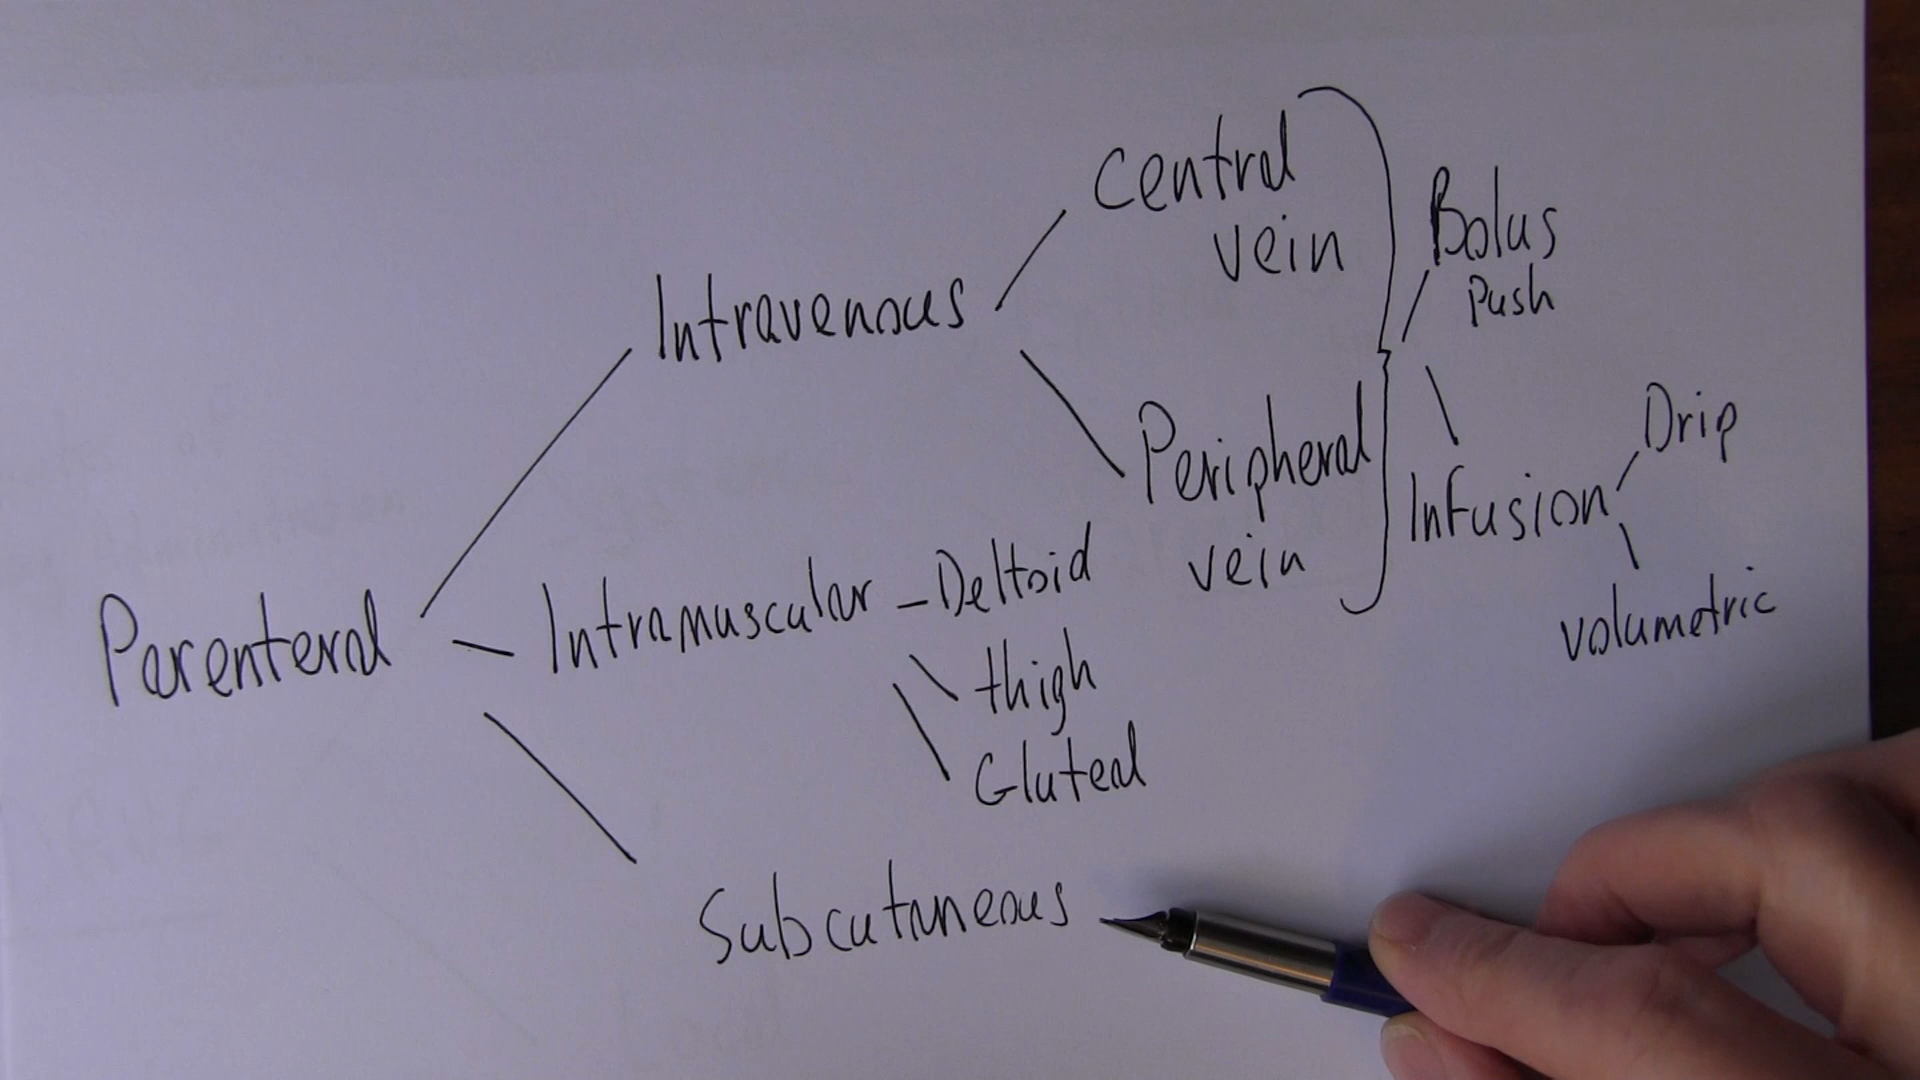 Parenteral
Intravenous
Central
vein
Peripheral
vein
Bolus
Push
Infusion
Drip
volumetric
Intramuscular - Deltoid
thigh
Gluteal
Subcutaneous